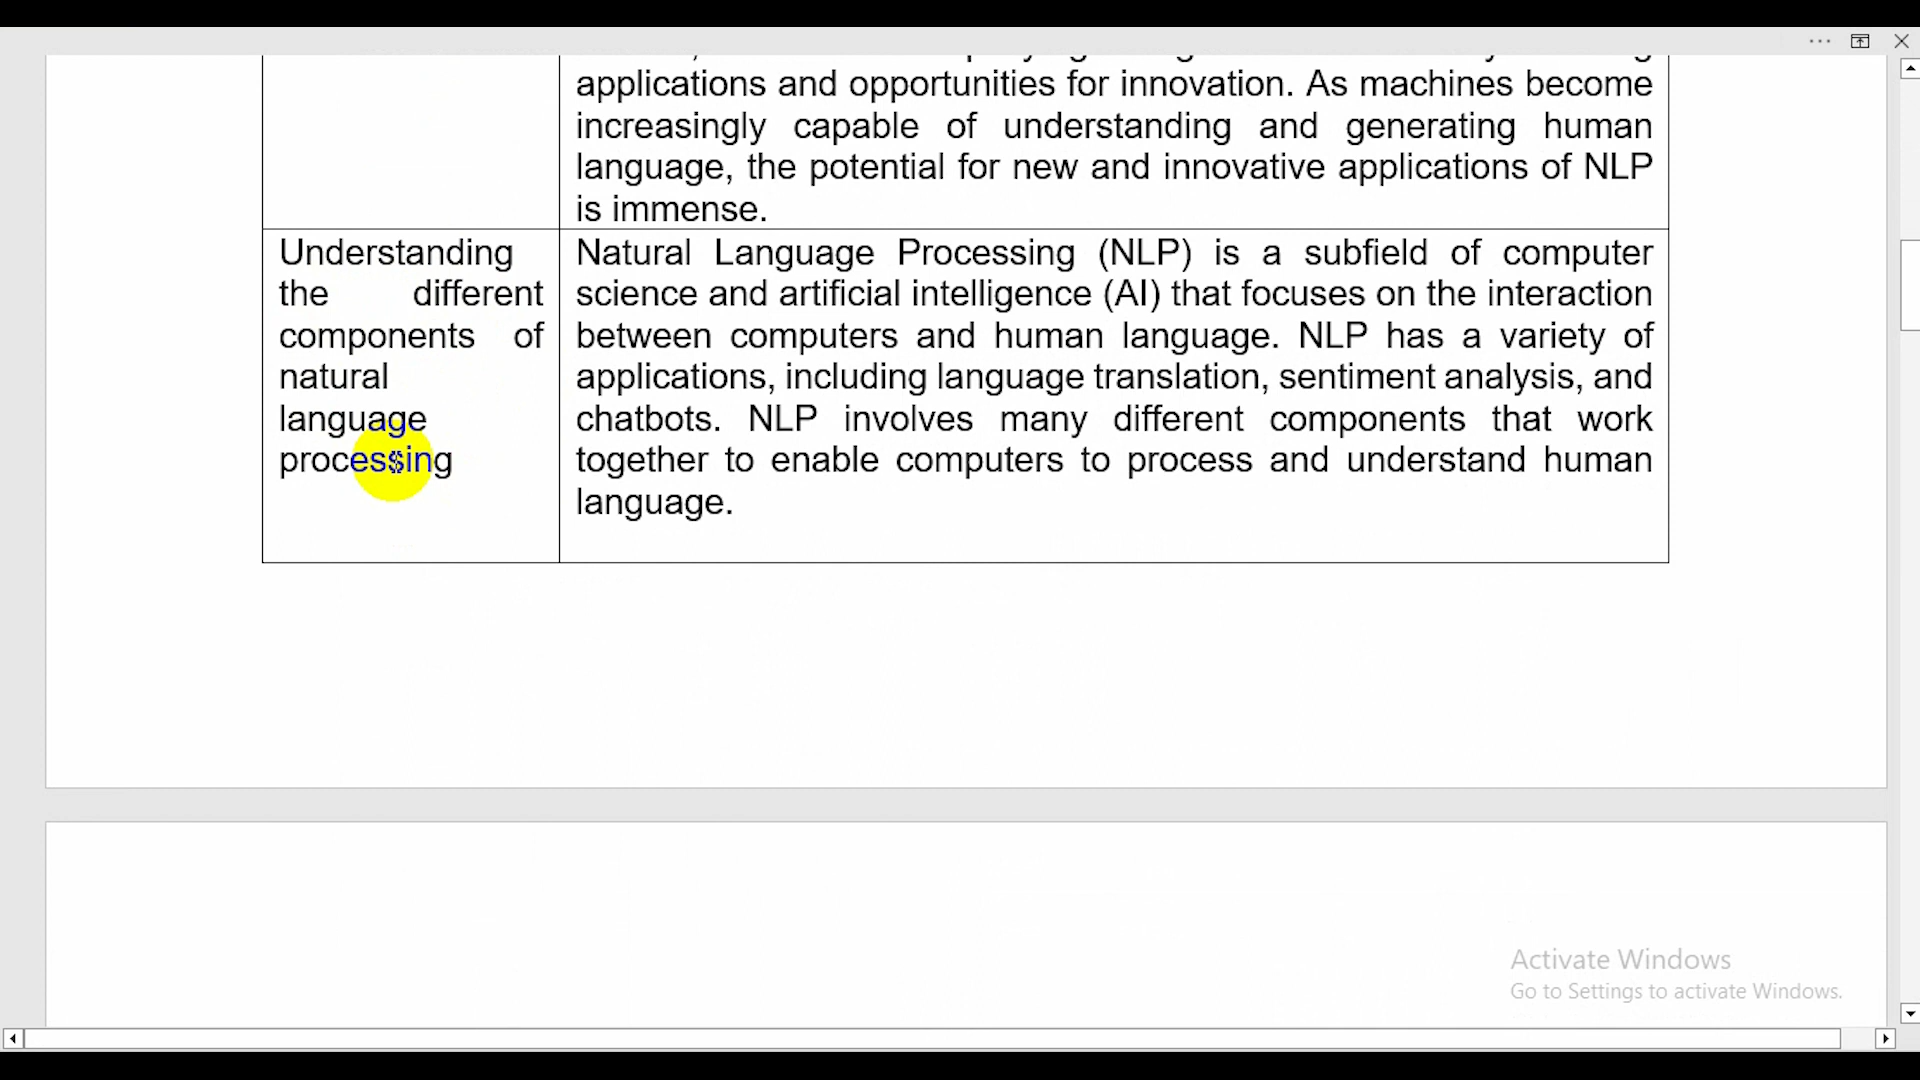 applications and opportunities for innovation. As machines become
increasingly capable of understanding and generating human
language, the potential for new and innovative applications of NLP
is immense.
Understanding
the different
components of
natural
language
processing
Natural Language Processing (NLP) is a subfield of computer
science and artificial intelligence (AI) that focuses on the interaction
between computers and human language. NLP has a variety of
applications, including language translation, sentiment analysis, and
chatbots. NLP involves many different components that work
together to enable computers to process and understand human
language.
Activate Windows
Go to Settings to activate Windows.